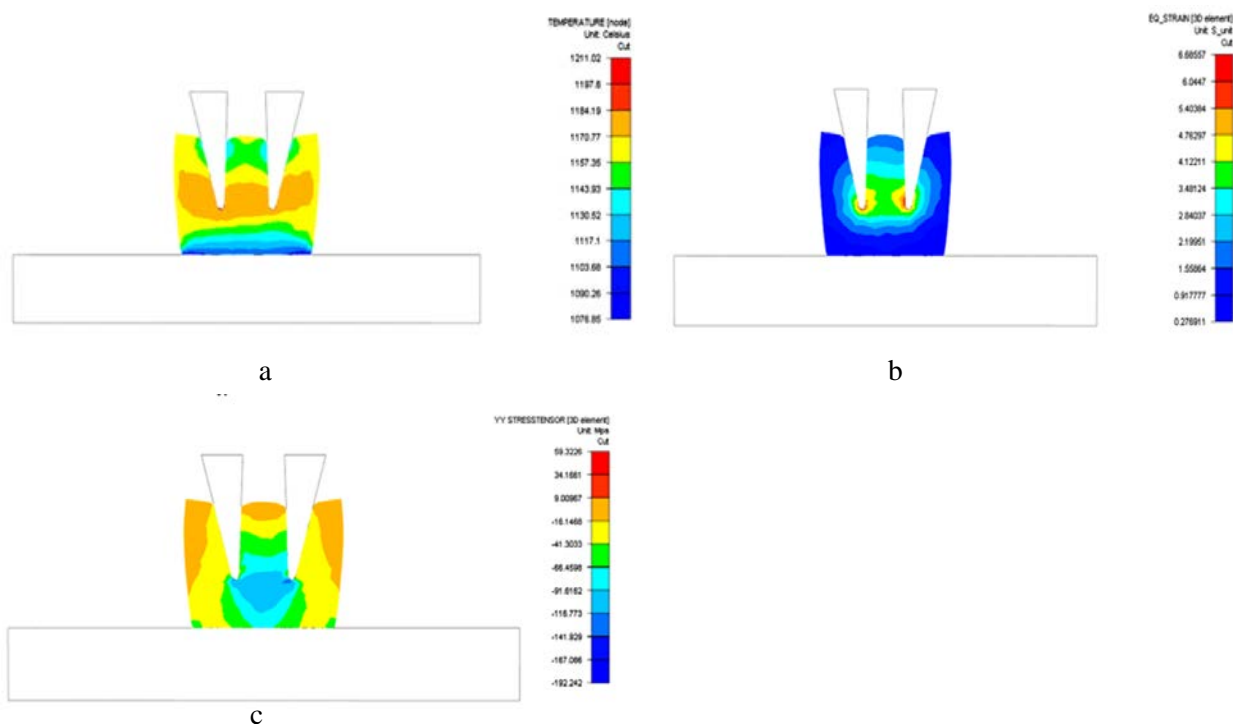 TEMPERATURE [node]
Unit: Celsius
Cut
1211.02
1197.6
1184.19
1170.77
1157.35
1143.93
1130.52
1117.1
1103.68
1090.26
1076.85
a
EQ_STRAIN [3D element]
Unit: S_unit
Cut
6.68557
6.0447
5.40384
4.76297
4.12211
3.48124
2.84037
2.19951
1.55864
0.917777
0.276911
b
YY STRESSTENSOR [3D element]
Unit: Mpa
Cut
59.3226
34.1661
9.00967
-16.1468
-41.3033
-66.4598
-91.6162
-116.773
-141.929
-167.086
-192.242
c